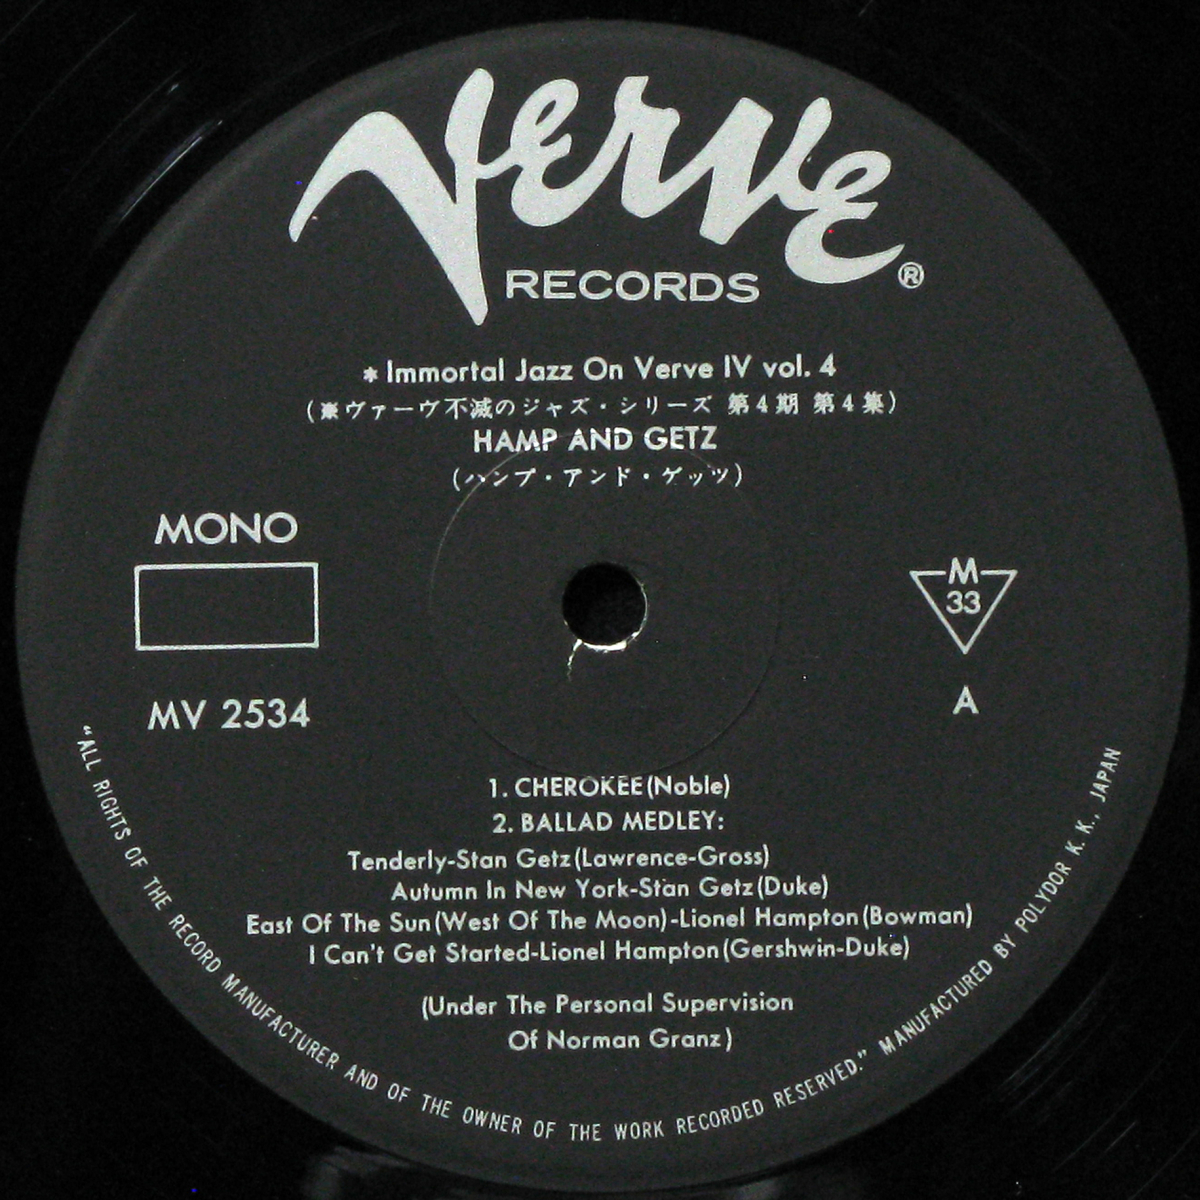 Verve
RECORDS ®
* Immortal Jazz On Verve IV vol. 4
(※ヴァーヴ不滅のジャズ・シリーズ 第4期 第4集)
HAMP AND GETZ
(ハンプ・アンド・ゲッツ)
MONO
M
33
MV 2534
A
1. CHEROKEE (Noble)
2. BALLAD MEDLEY:
Tenderly-Stan Getz (Lawrence-Gross)
Autumn In New York-Stan Getz (Duke)
East Of The Sun (West Of The Moon)-Lionel Hampton (Bowman)
I Can't Get Started-Lionel Hampton (Gershwin-Duke)
(Under The Personal Supervision
Of Norman Granz)
"ALL RIGHTS OF THE RECORD MANUFACTURER AND OF THE OWNER OF THE WORK RECORDED RESERVED." MANUFACTURED BY POLYDOR K. K., JAPAN